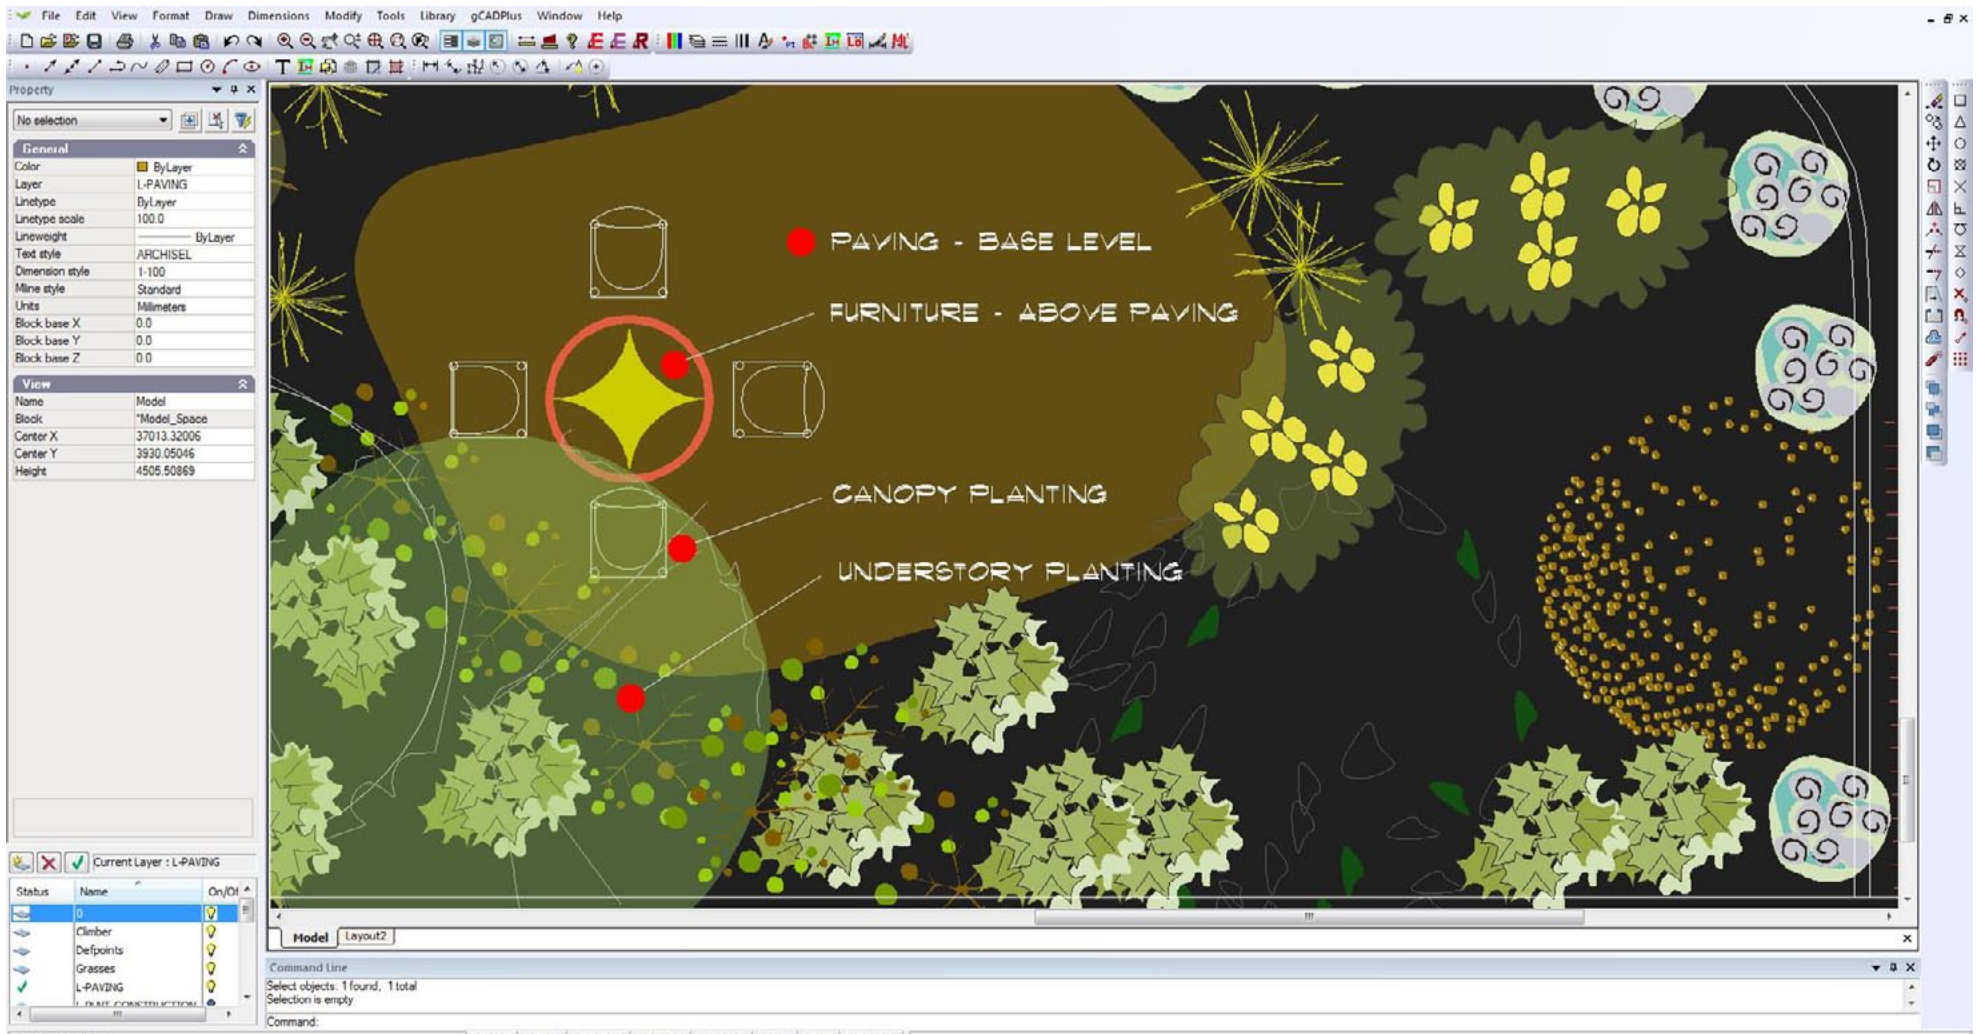 File Edit View Format Draw Dimensions Modify Tools Library gCADPlus Window Help
Property
No selection
General
Color ByLayer
Layer L-PAVING
Linetype ByLayer
Linetype scale 100.0
Lineweight ByLayer
Text style ARCHISEL
Dimension style 1-100
Mline style Standard
Units Millimeters
Block base X 0.0
Block base Y 0.0
Block base Z 0.0
View
Name Model
Block *Model_Space
Center X 37013.32006
Center Y 3930.05046
Height 4505.50869
PAVING - BASE LEVEL
FURNITURE - ABOVE PAVING
CANOPY PLANTING
UNDERSTORY PLANTING
Current Layer : L-PAVING
Status Name On/Of
0
Climber
Defpoints
Grasses
L-PAVING
Model Layout2
Command Line
Select objects: 1 found, 1 total
Selection is empty
Command: